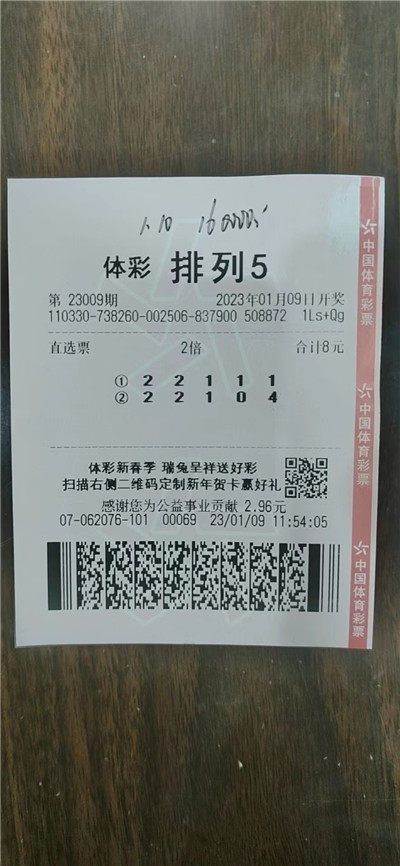 1.10 160000
体彩 排列5
第 23009期 2023年01月09日开奖
110330-738260-002506-837900 508872 1Ls+Qg
直选票 2倍 合计8元
① 2 2 1 1 1
② 2 2 1 0 4
体彩新春季 瑞兔呈祥送好彩
扫描右侧二维码定制新年贺卡赢好礼
感谢您为公益事业贡献 2.96元
07-062076-101 00069 23/01/09 11:54:05
中国体育彩票
中国体育彩票
中国体育彩票